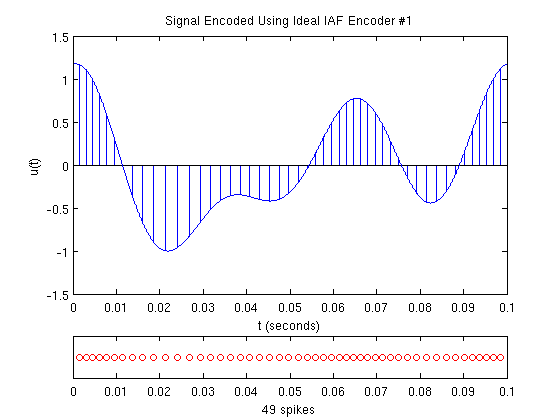 Signal Encoded Using Ideal IAF Encoder #1
1.5
1
0.5
0
-0.5
-1
-1.5
u(t)
0 0.01 0.02 0.03 0.04 0.05 0.06 0.07 0.08 0.09 0.1
t (seconds)
0 0.01 0.02 0.03 0.04 0.05 0.06 0.07 0.08 0.09 0.1
49 spikes